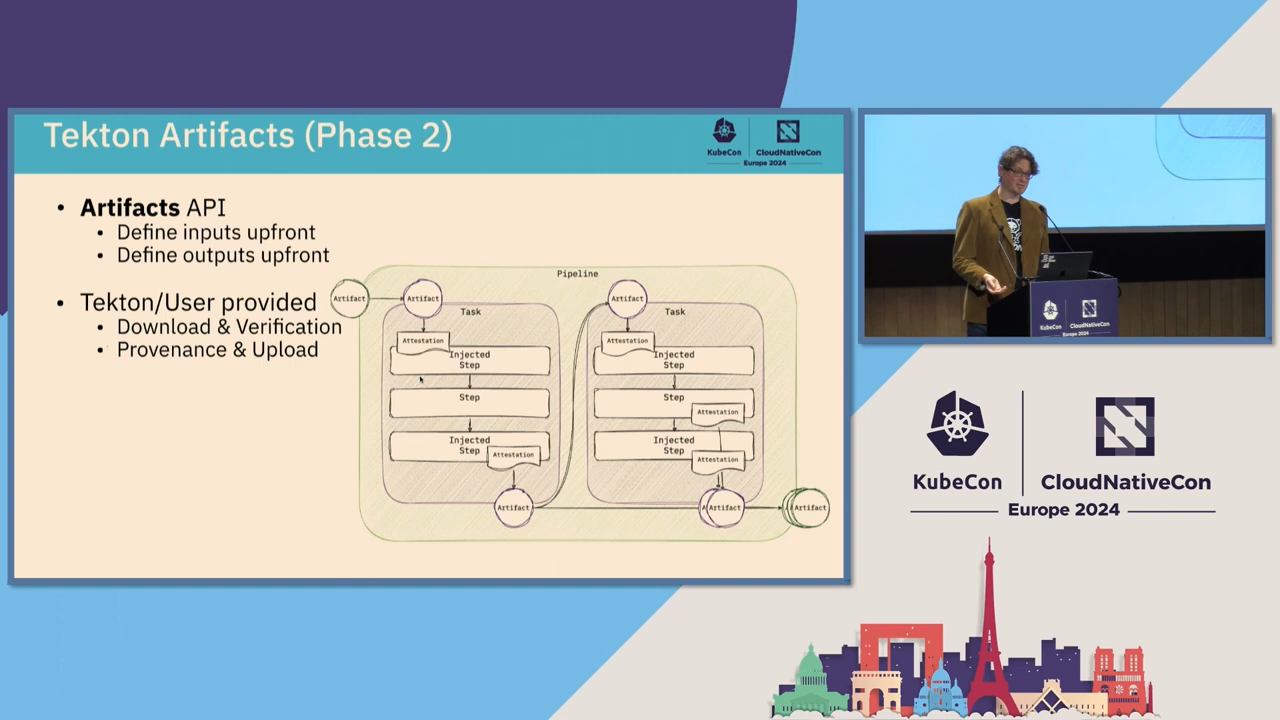 Tekton Artifacts (Phase 2)
KubeCon
CloudNativeCon
Europe 2024
• Artifacts API
• Define inputs upfront
• Define outputs upfront
• Tekton/User provided
• Download & Verification
• Provenance & Upload
Pipeline
Artifact
Artifact
Task
Attestation
Injected
Step
Step
Injected
Step
Attestation
Artifact
Artifact
Task
Attestation
Injected
Step
Step
Attestation
Injected
Step
Attestation
Artifact
Artifact
KubeCon
CloudNativeCon
KubeCon
CloudNativeCon
Europe 2024